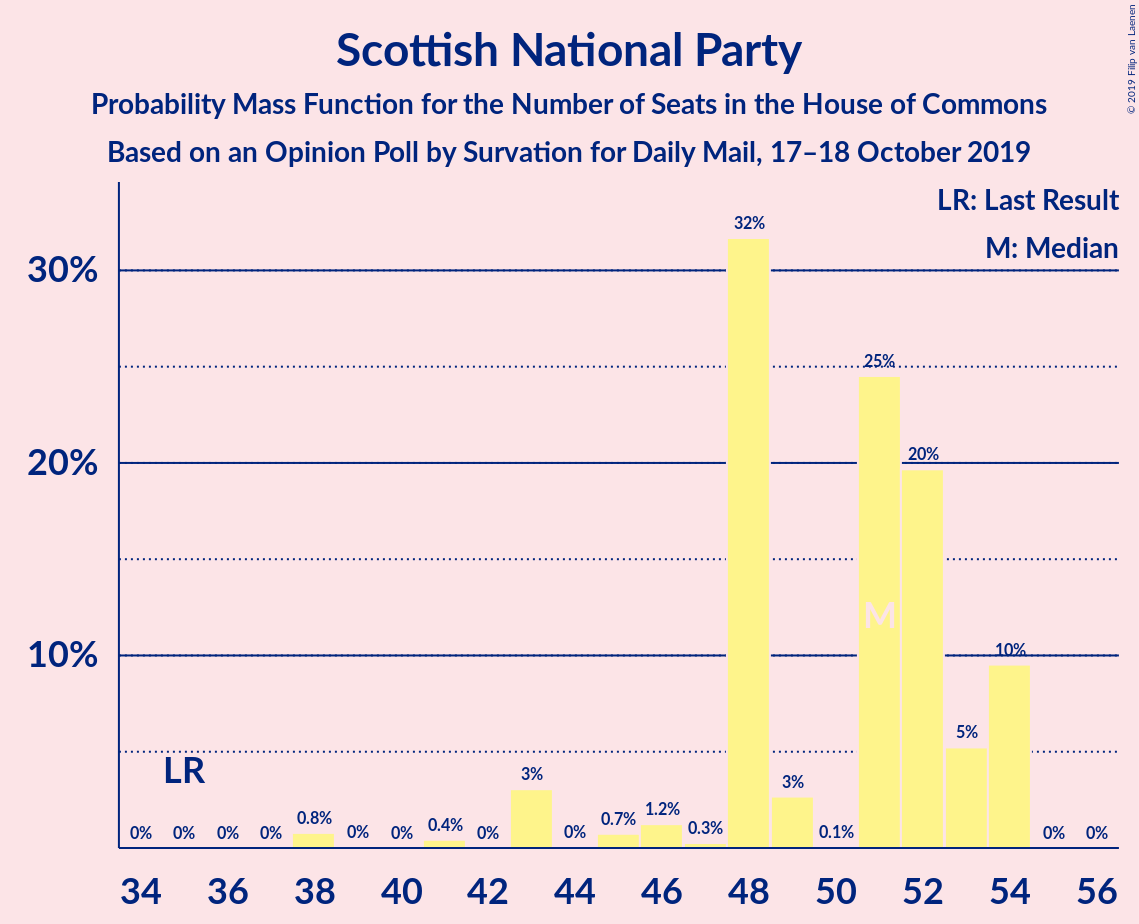 Scottish National Party
Probability Mass Function for the Number of Seats in the House of Commons
Based on an Opinion Poll by Survation for Daily Mail, 17–18 October 2019
© 2019 Filip van Laenen
LR: Last Result
M: Median
30%
20%
10%
32%
25%
20%
10%
5%
3%
3%
1.2%
0.8%
0.7%
0.4%
0.3%
0.1%
0% 0% 0% 0% 0% 0% 0% 0% 0% 0%
LR
M
34 36 38 40 42 44 46 48 50 52 54 56